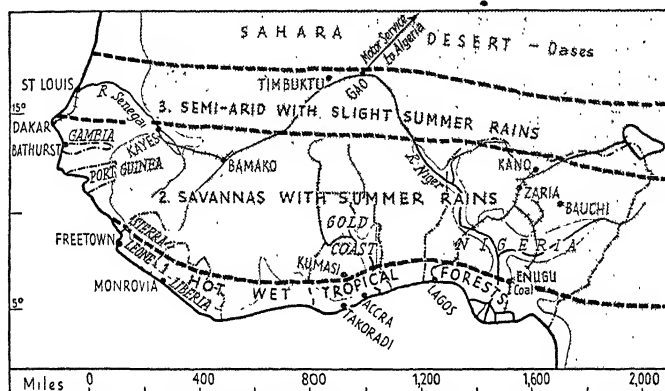 SAHARA DESERT — Oases
Motor Service
to Algeria
ST LOUIS
TIMBUKTU
GAO
R. Senegal
3. SEMI-ARID WITH SLIGHT SUMMER RAINS
15°
DAKAR
GAMBIA
BATHURST
KAYES
BAMAKO
R. Niger
KANO
PORT GUINEA
ZARIA
2. SAVANNAS WITH SUMMER RAINS
BAUCHI
GOLD
COAST
NIGERIA
SIERRA
LEONE
FREETOWN
LIBERIA
MONROVIA
KUMASI
1. HOT WET TROPICAL FORESTS
ENUGU
Coal
LAGOS
ACCRA
TAKORADI
5°
Miles 0 400 800 1,200 1,600 2,000